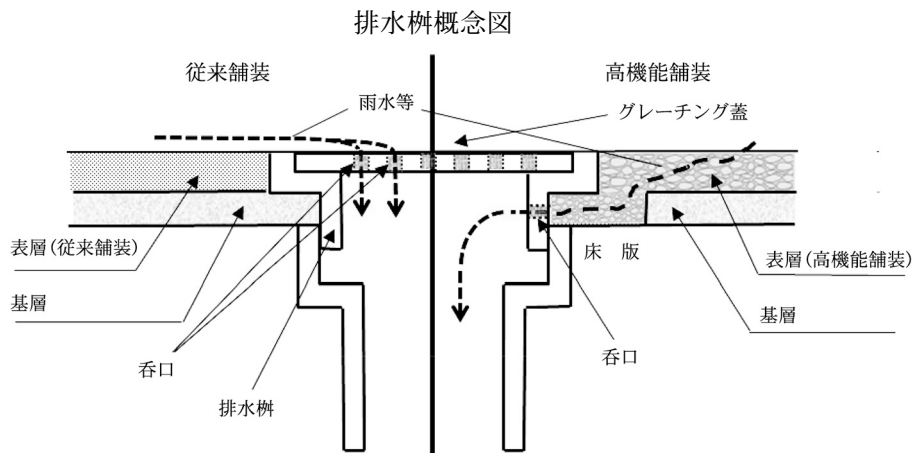 排水桝概念図
従来舗装
高機能舗装
雨水等
グレーチング蓋
表層(従来舗装)
床 版
表層(高機能舗装)
基層
基層
呑口
呑口
排水桝